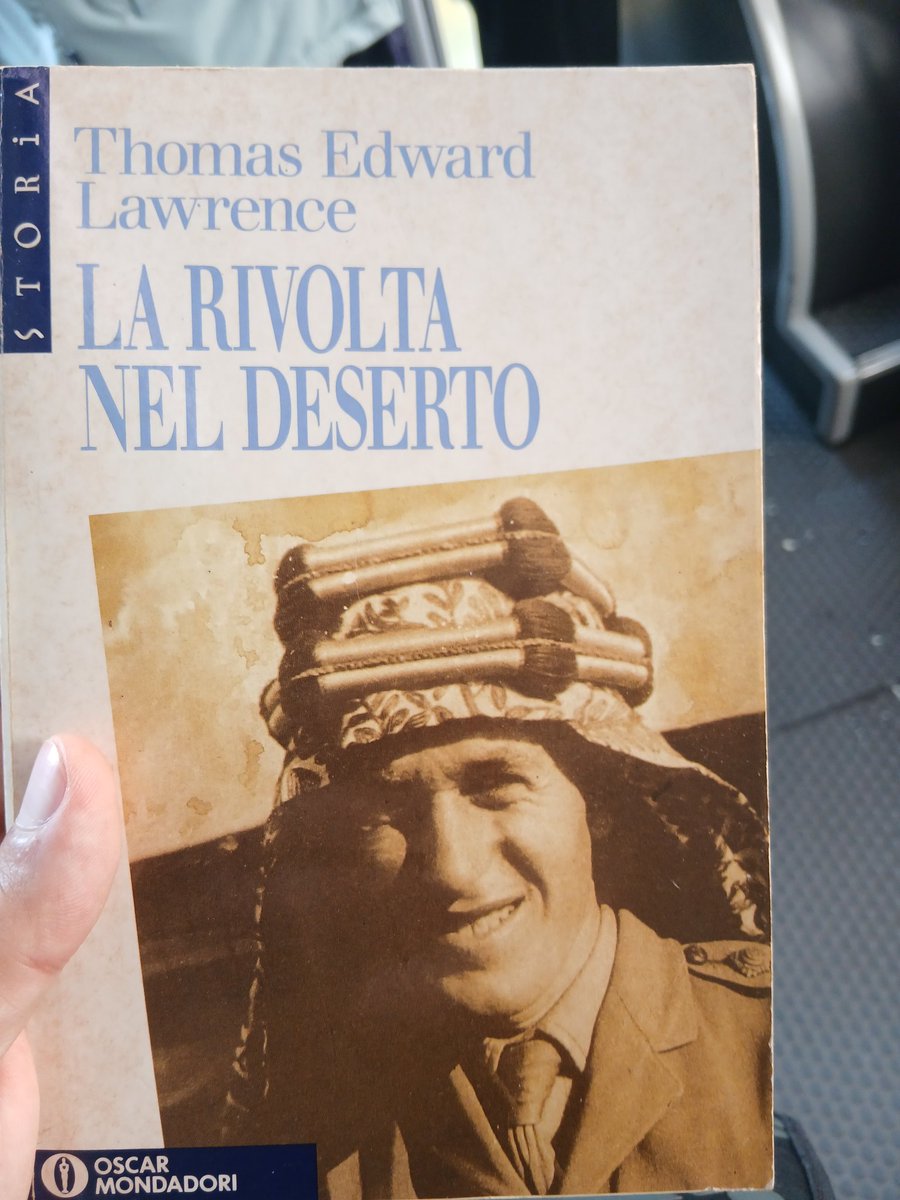 STORiA
Thomas Edward
Lawrence
LA RIVOLTA
NEL DESERTO
OSCAR
MONDADORI